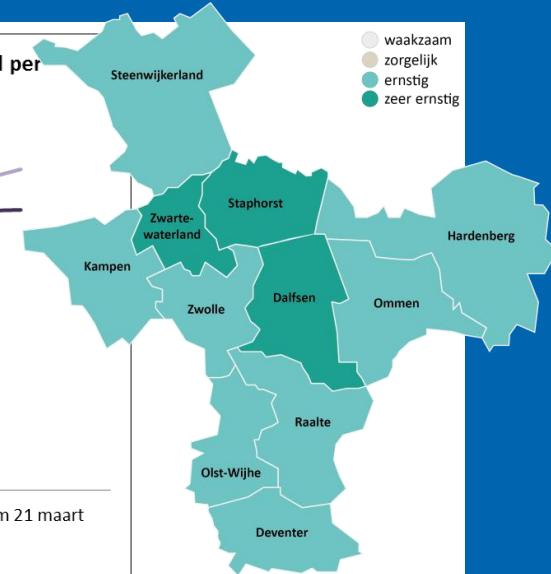 l per
waakzaam
zorgelijk
ernstig
zeer ernstig
Steenwijkerland
Staphorst
Zwarte-
waterland
Hardenberg
Kampen
Dalfsen
Ommen
Zwolle
Raalte
Olst-Wijhe
m 21 maart
Deventer